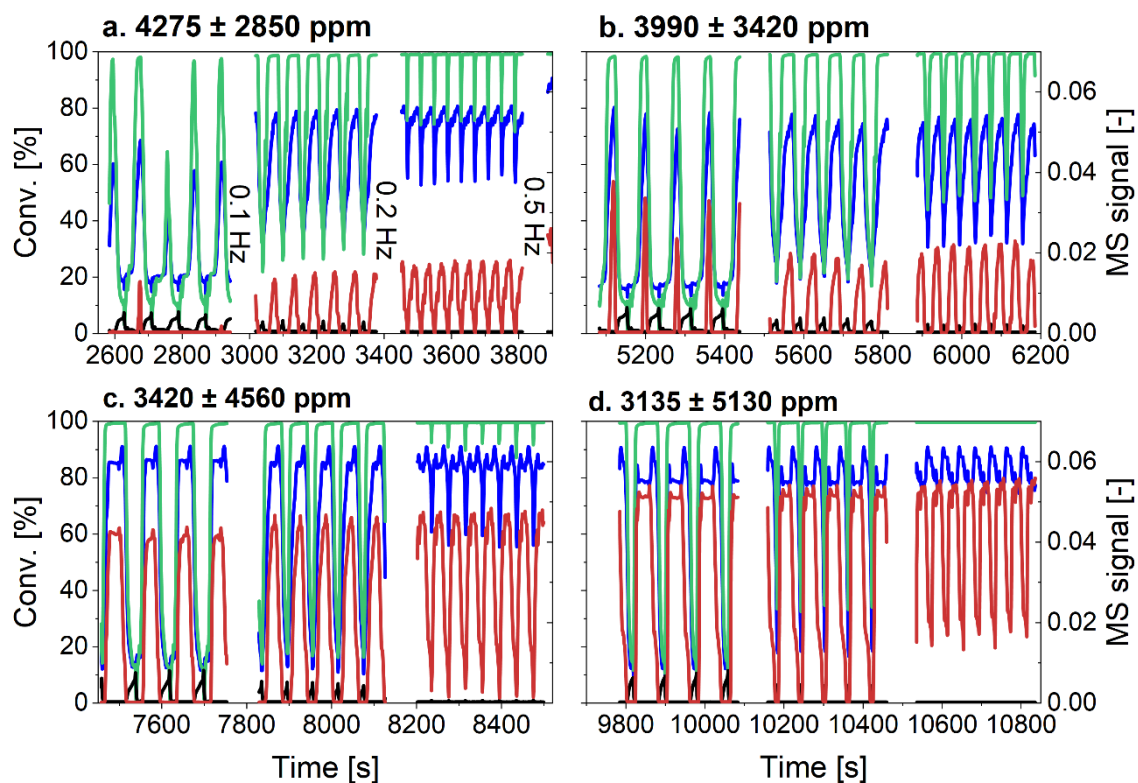 a. 4275 ± 2850 ppm
b. 3990 ± 3420 ppm
Conv. [%]
100
80
60
40
20
0
0.1 Hz
0.2 Hz
0.5 Hz
2600 2800 3000 3200 3400 3600 3800
5200 5400 5600 5800 6000 6200
0.06
0.04
0.02
0.00
MS signal [-]
c. 3420 ± 4560 ppm
d. 3135 ± 5130 ppm
Conv. [%]
100
80
60
40
20
0
7600 7800 8000 8200 8400
9800 10000 10200 10400 10600 10800
0.06
0.04
0.02
0.00
MS signal [-]
Time [s]
Time [s]